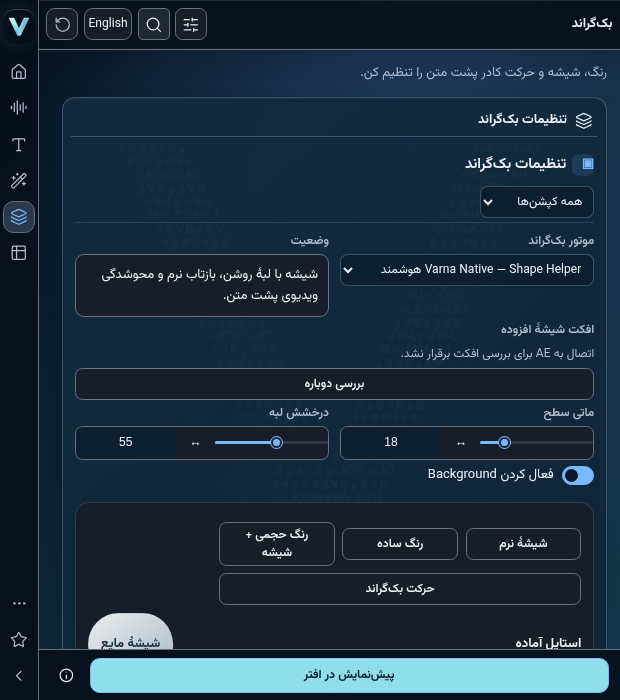 بک‌گراند
English
رنگ، شیشه و حرکت کادر پشت متن را تنظیم کن.
تنظیمات بک‌گراند
تنظیمات بک‌گراند
همه کپشن‌ها
موتور بک‌گراند
وضعیت
Varna Native — Shape Helper هوشمند
شیشه با لبهٔ روشن، بازتاب نرم و محوشدگی
ویدیوی پشت متن.
افکت شیشهٔ افزوده
اتصال به AE برای بررسی افکت برقرار نشد.
بررسی دوباره
ماتی سطح
درخشش لبه
18
55
فعال کردن Background
شیشهٔ نرم
رنگ ساده
رنگ حجمی +
شیشه
حرکت بک‌گراند
استایل آماده
شیشهٔ مایع
پیش‌نمایش در افتر